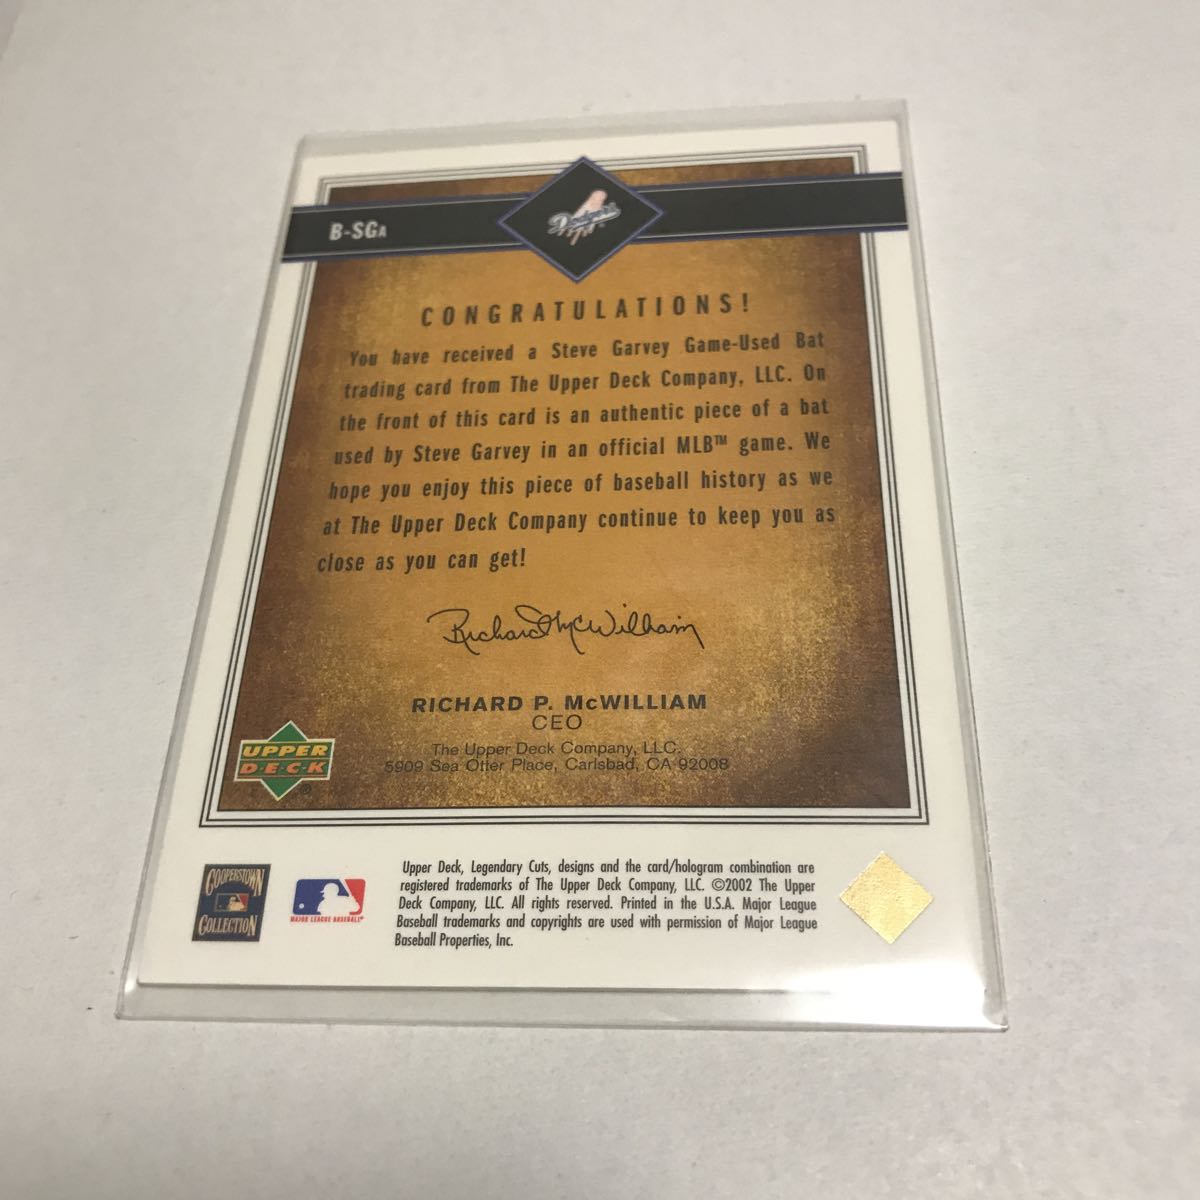 B-SGA
Dodgers
CONGRATULATIONS!
You have received a Steve Garvey Game-Used Bat
trading card from The Upper Deck Company, LLC. On
the front of this card is an authentic piece of a bat
used by Steve Garvey in an official MLB™ game. We
hope you enjoy this piece of baseball history as we
at The Upper Deck Company continue to keep you as
close as you can get!
Richard McWilliam
RICHARD P. McWILLIAM
CEO
The Upper Deck Company, LLC.
5909 Sea Otter Place, Carlsbad, CA 92008
UPPER
D·E·C·K
®
COOPERSTOWN
COLLECTION
MAJOR LEAGUE BASEBALL®
Upper Deck, Legendary Cuts, designs and the card/hologram combination are
registered trademarks of The Upper Deck Company, LLC. ©2002 The Upper
Deck Company, LLC. All rights reserved. Printed in the U.S.A. Major League
Baseball trademarks and copyrights are used with permission of Major League
Baseball Properties, Inc.